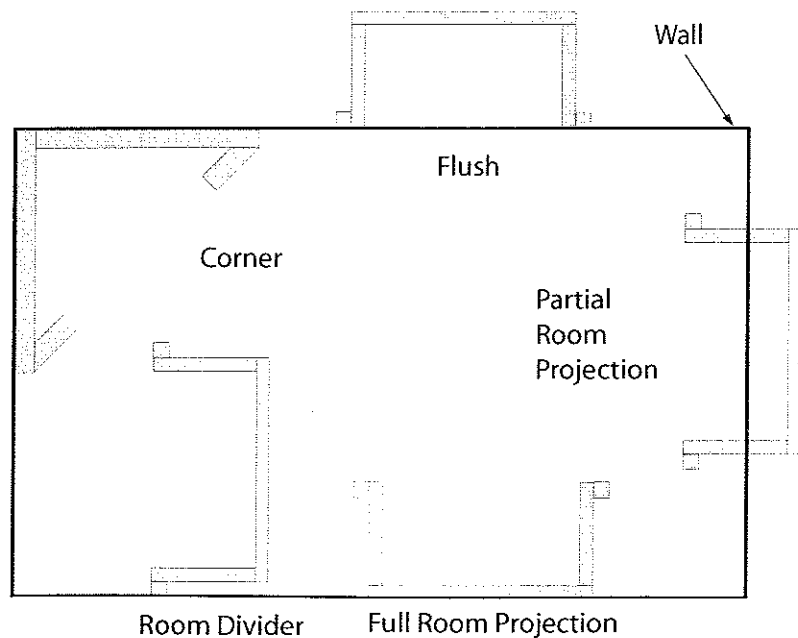 Wall
Flush
Corner
Partial
Room
Projection
Room Divider
Full Room Projection